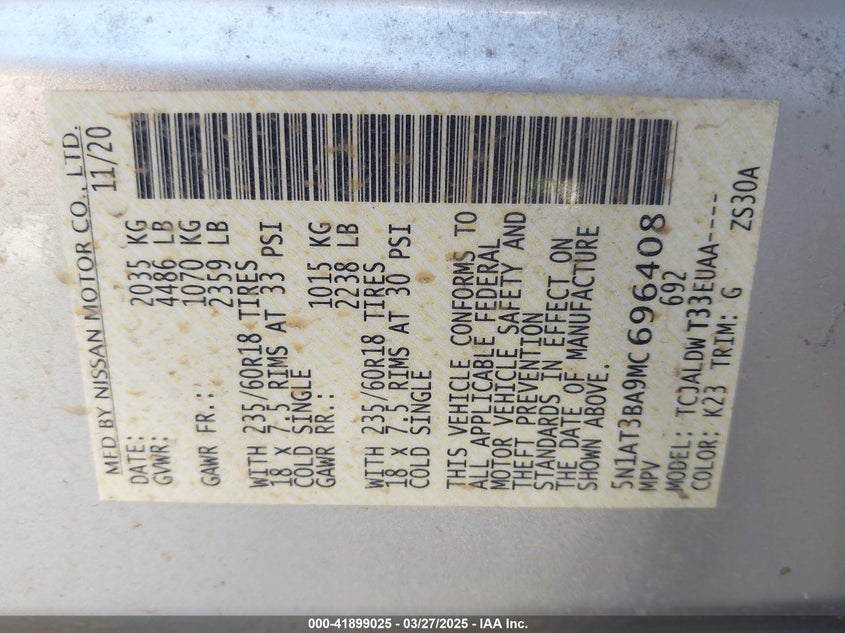 MFD BY NISSAN MOTOR CO., LTD.
DATE: 11/20
GVWR: 2035 KG
4486 LB
GAWR FR.: 1070 KG
2359 LB
WITH 235/60R18 TIRES
18 X 7.5 RIMS AT 33 PSI
COLD SINGLE
GAWR RR.: 1015 KG
2238 LB
WITH 235/60R18 TIRES
18 X 7.5 RIMS AT 30 PSI
COLD SINGLE
THIS VEHICLE CONFORMS TO
ALL APPLICABLE FEDERAL
MOTOR VEHICLE SAFETY AND
THEFT PREVENTION
STANDARDS IN EFFECT ON
THE DATE OF MANUFACTURE
SHOWN ABOVE.
5N1AT3BA9MC696408
MPV 692
MODEL: TCJALDWT33EUAA----
COLOR: K23 TRIM: G ZS30A
000-41899025 - 03/27/2025 - IAA Inc.